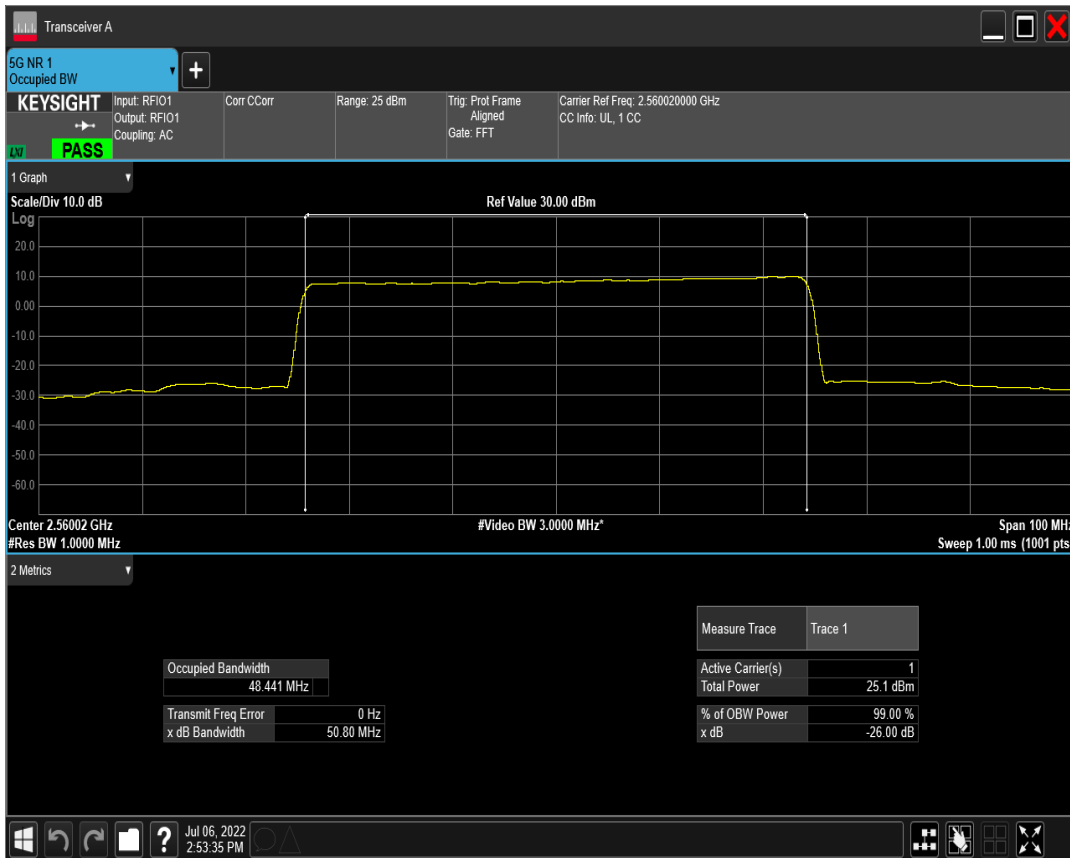 Transceiver A
5G NR 1
Occupied BW
+
KEYSIGHT
LXI
PASS
Input: RFIO1
Output: RFIO1
Coupling: AC
Corr CCorr
Range: 25 dBm
Trig: Prot Frame
Aligned
Gate: FFT
Carrier Ref Freq: 2.560020000 GHz
CC Info: UL, 1 CC
1 Graph
Scale/Div 10.0 dB
Ref Value 30.00 dBm
Log
20.0
10.0
0.00
-10.0
-20.0
-30.0
-40.0
-50.0
-60.0
Center 2.56002 GHz
#Video BW 3.0000 MHz*
Span 100 MHz
#Res BW 1.0000 MHz
Sweep 1.00 ms (1001 pts
2 Metrics
Measure Trace Trace 1
Occupied Bandwidth
48.441 MHz
Active Carrier(s) 1
Total Power 25.1 dBm
Transmit Freq Error 0 Hz
x dB Bandwidth 50.80 MHz
% of OBW Power 99.00 %
x dB -26.00 dB
?
Jul 06, 2022
2:53:35 PM